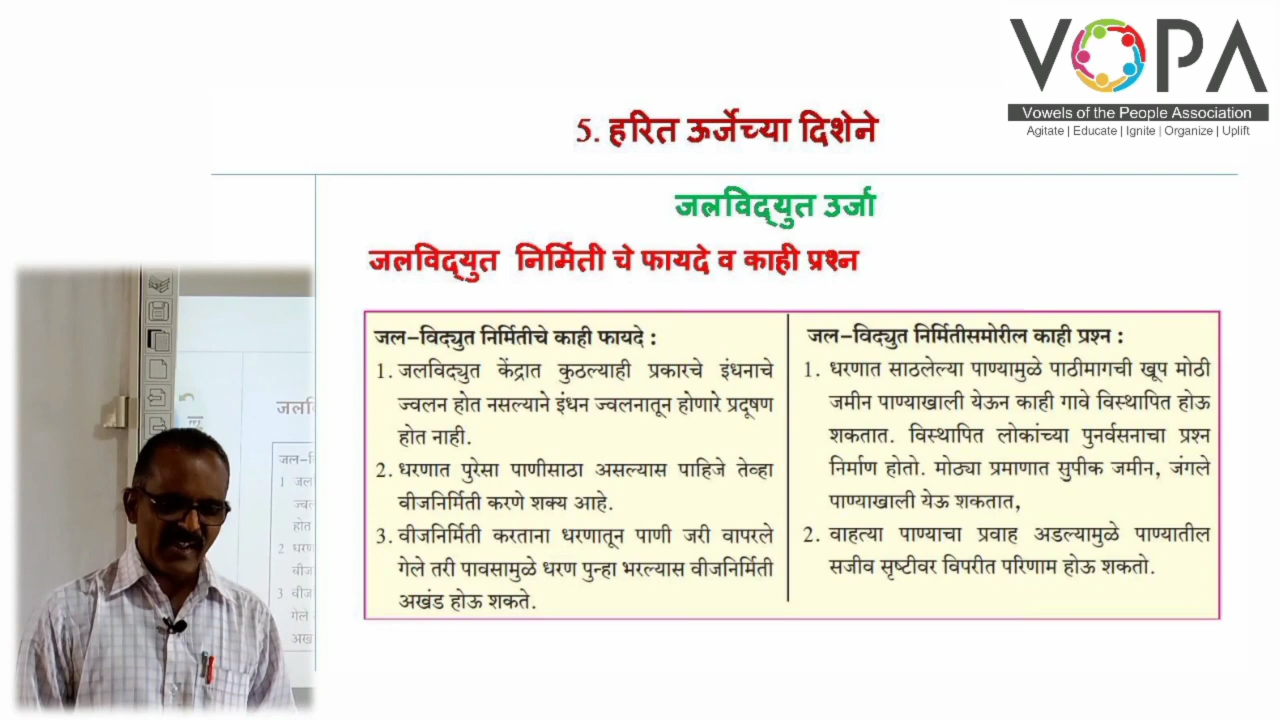 VOPA
Vowels of the People Association
Agitate | Educate | Ignite | Organize | Uplift
5. हरित ऊर्जेच्या दिशेने
जलविद्युत उर्जा
जलविद्युत निर्मिती चे फायदे व काही प्रश्न
जल-विद्युत निर्मितीचे काही फायदे :
1. जलविद्युत केंद्रात कुठल्याही प्रकारचे इंधनाचे
ज्वलन होत नसल्याने इंधन ज्वलनातून होणारे प्रदूषण
होत नाही.
2. धरणात पुरेसा पाणीसाठा असल्यास पाहिजे तेव्हा
वीजनिर्मिती करणे शक्य आहे.
3. वीजनिर्मिती करताना धरणातून पाणी जरी वापरले
गेले तरी पावसामुळे धरण पुन्हा भरल्यास वीजनिर्मिती
अखंड होऊ शकते.
जल-विद्युत निर्मितीसमोरील काही प्रश्न :
1. धरणात साठलेल्या पाण्यामुळे पाठीमागची खूप मोठी
जमीन पाण्याखाली येऊन काही गावे विस्थापित होऊ
शकतात. विस्थापित लोकांच्या पुनर्वसनाचा प्रश्न
निर्माण होतो. मोठ्या प्रमाणात सुपीक जमीन, जंगले
पाण्याखाली येऊ शकतात,
2. वाहत्या पाण्याचा प्रवाह अडल्यामुळे पाण्यातील
सजीव सृष्टीवर विपरीत परिणाम होऊ शकतो.